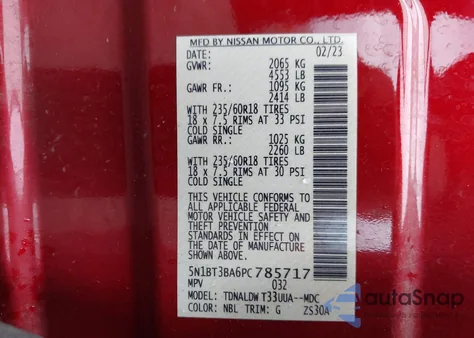 MFD BY NISSAN MOTOR CO., LTD.
DATE: 02/23
GVWR: 2065 KG
4553 LB
GAWR FR.: 1095 KG
2414 LB
WITH 235/60R18 TIRES
18 x 7.5 RIMS AT 33 PSI
COLD SINGLE
GAWR RR.: 1025 KG
2260 LB
WITH 235/60R18 TIRES
18 x 7.5 RIMS AT 30 PSI
COLD SINGLE
THIS VEHICLE CONFORMS TO
ALL APPLICABLE FEDERAL
MOTOR VEHICLE SAFETY AND
THEFT PREVENTION
STANDARDS IN EFFECT ON
THE DATE OF MANUFACTURE
SHOWN ABOVE.
5N1BT3BA6PC785717
MPV 032
MODEL: TDNALDWT33UUA--MDC
COLOR: NBL TRIM: G ZS30A
autoSnap